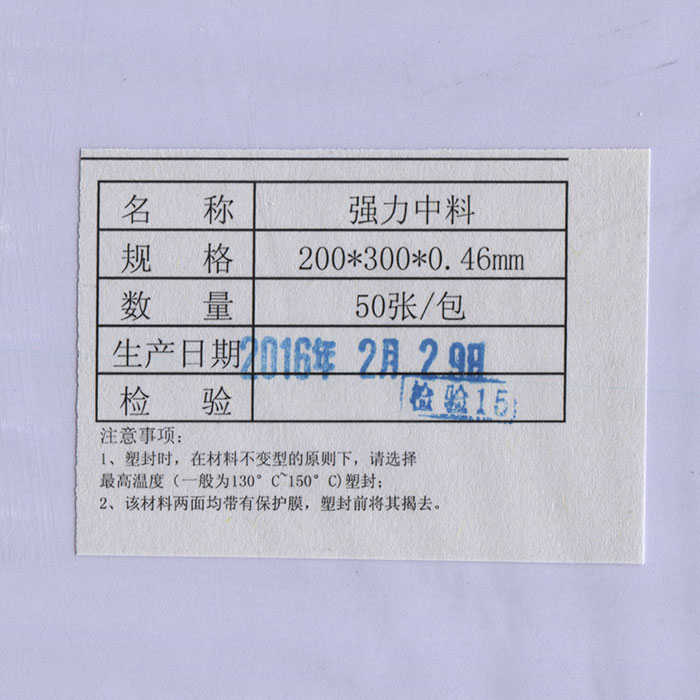 名 称 强力中料
规 格 200*300*0.46mm
数 量 50张/包
生产日期 2016年 2月 29日
检 验 检验15
注意事项:
1、塑封时,在材料不变型的原则下,请选择
最高温度(一般为130°C~150°C)塑封;
2、该材料两面均带有保护膜,塑封前将其揭去。